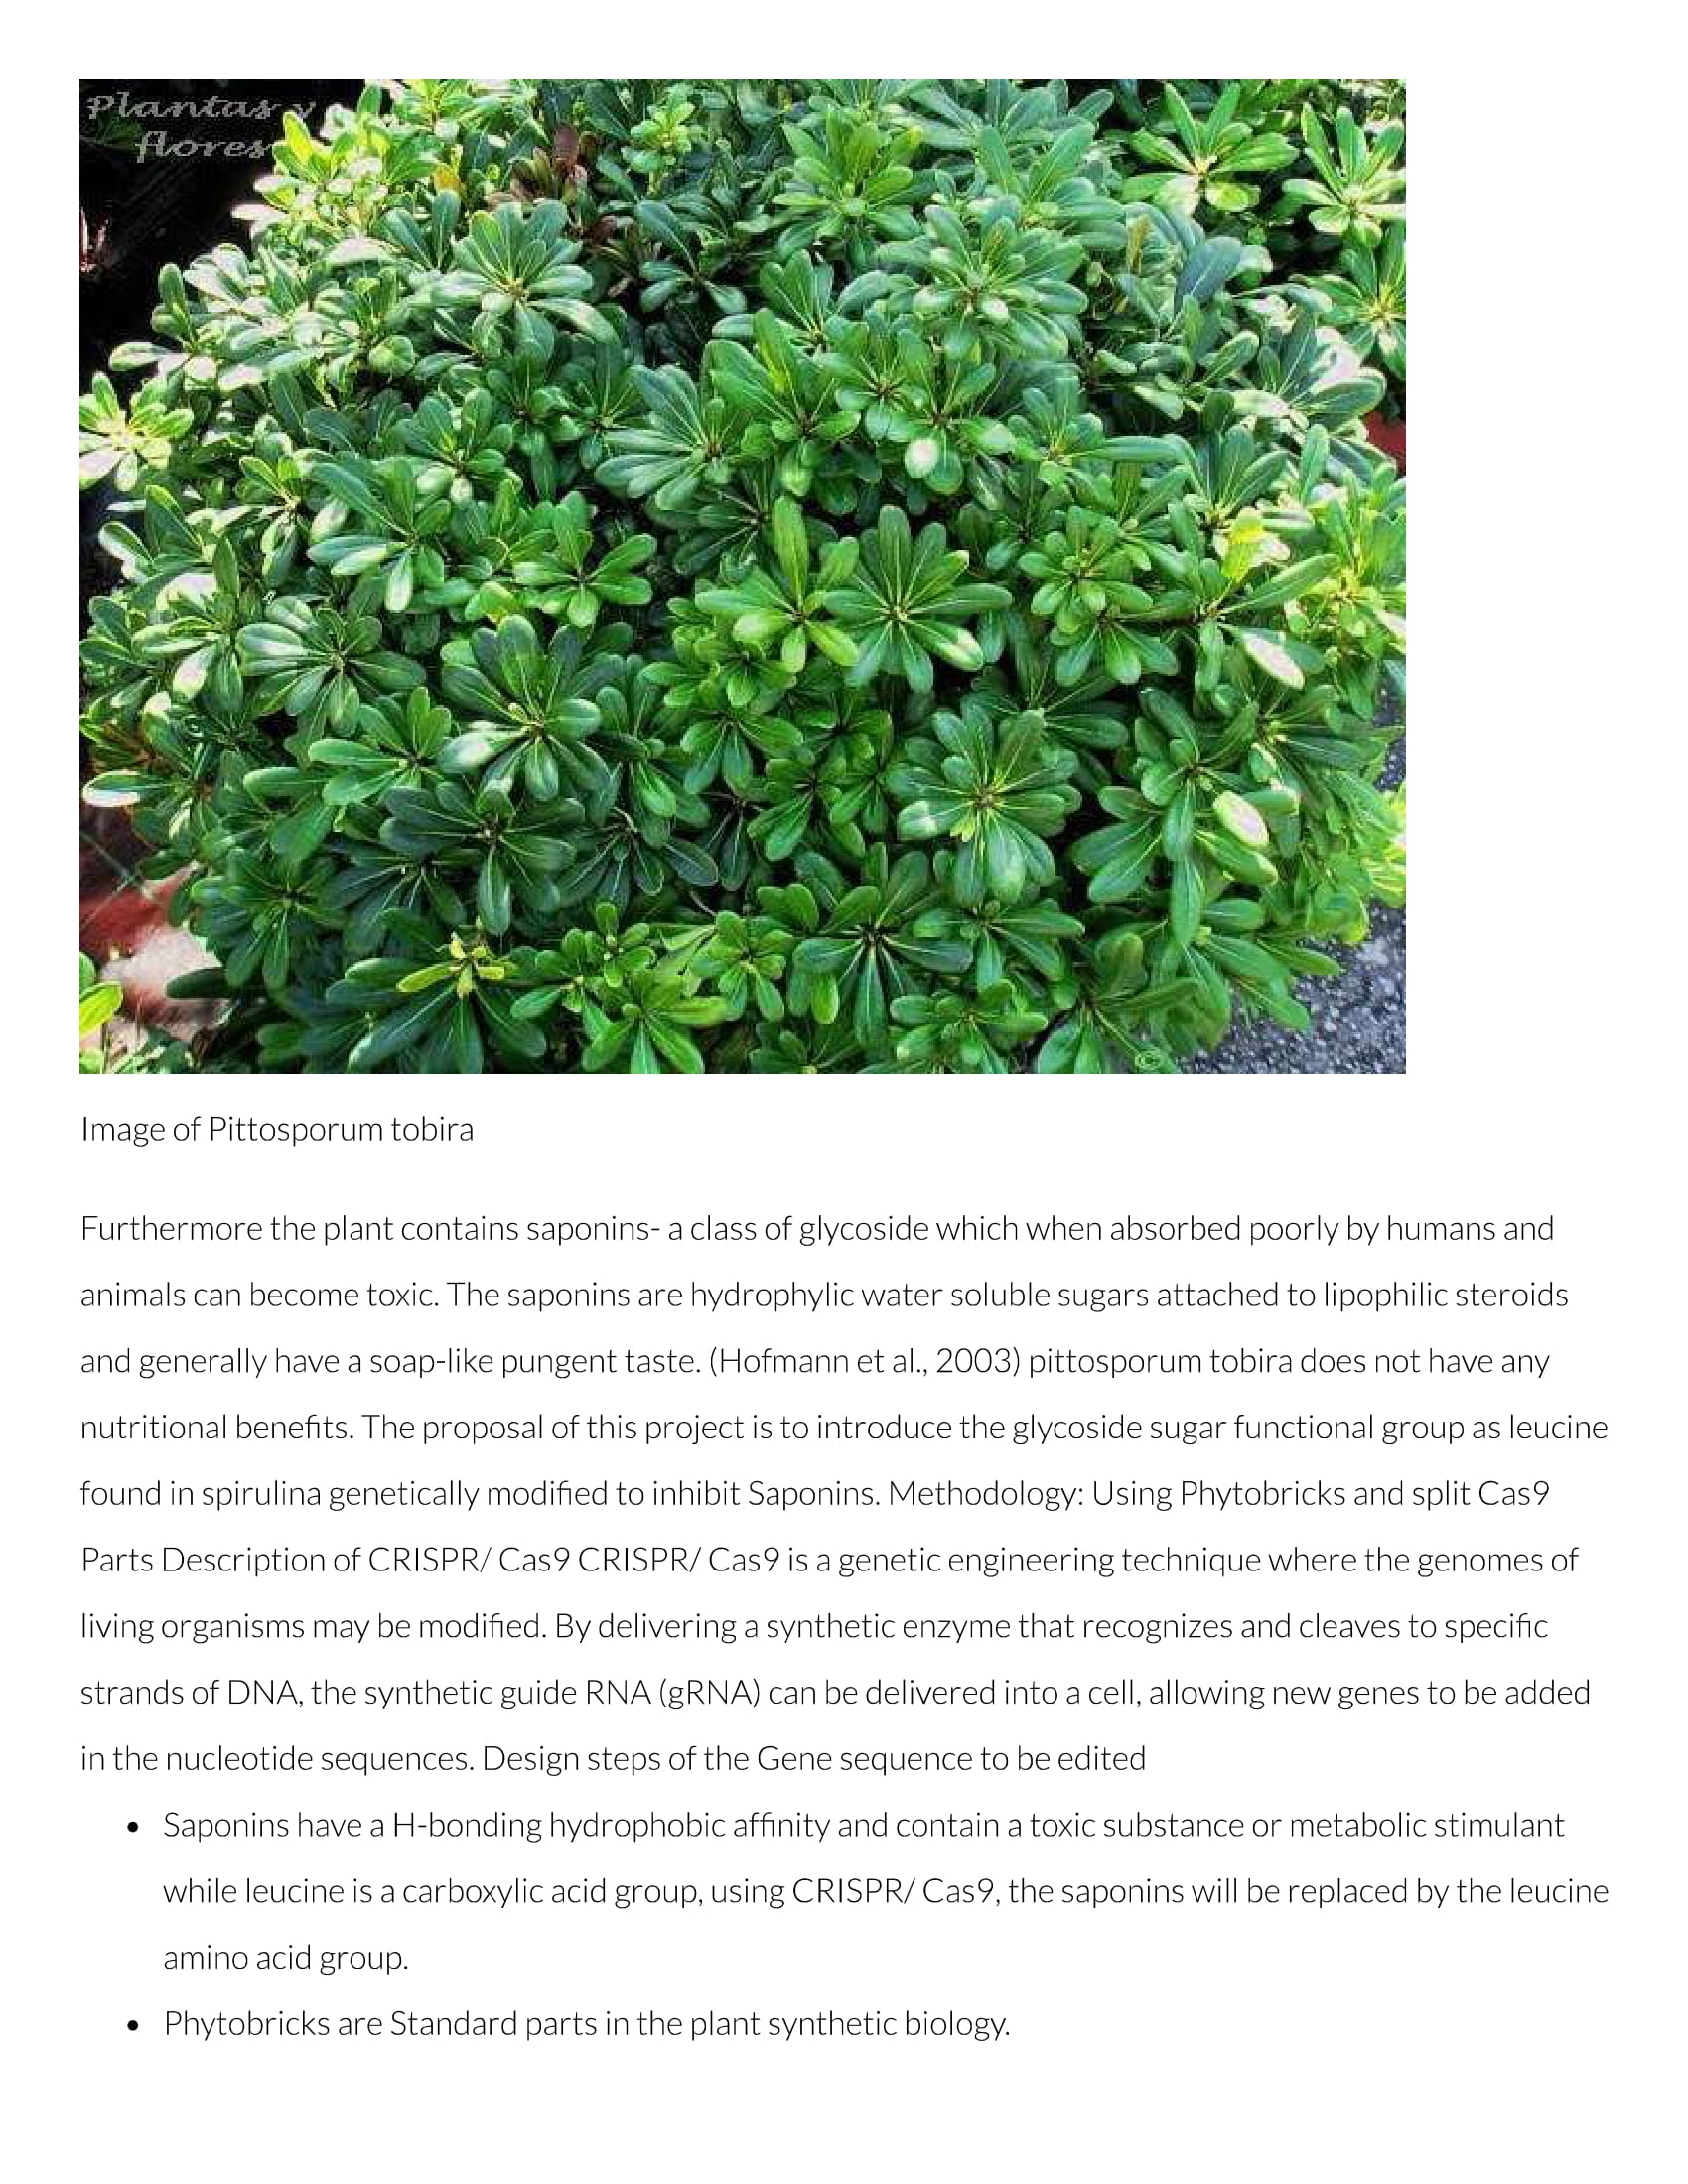 Plantas y
flores
©
Image of Pittosporum tobira
Furthermore the plant contains saponins- a class of glycoside which when absorbed poorly by humans and
animals can become toxic. The saponins are hydrophylic water soluble sugars attached to lipophilic steroids
and generally have a soap-like pungent taste. (Hofmann et al., 2003) pittosporum tobira does not have any
nutritional benefits. The proposal of this project is to introduce the glycoside sugar functional group as leucine
found in spirulina genetically modified to inhibit Saponins. Methodology: Using Phytobricks and split Cas9
Parts Description of CRISPR/ Cas9 CRISPR/ Cas9 is a genetic engineering technique where the genomes of
living organisms may be modified. By delivering a synthetic enzyme that recognizes and cleaves to specific
strands of DNA, the synthetic guide RNA (gRNA) can be delivered into a cell, allowing new genes to be added
in the nucleotide sequences. Design steps of the Gene sequence to be edited
• Saponins have a H-bonding hydrophobic affinity and contain a toxic substance or metabolic stimulant
while leucine is a carboxylic acid group, using CRISPR/ Cas9, the saponins will be replaced by the leucine
amino acid group.
• Phytobricks are Standard parts in the plant synthetic biology.